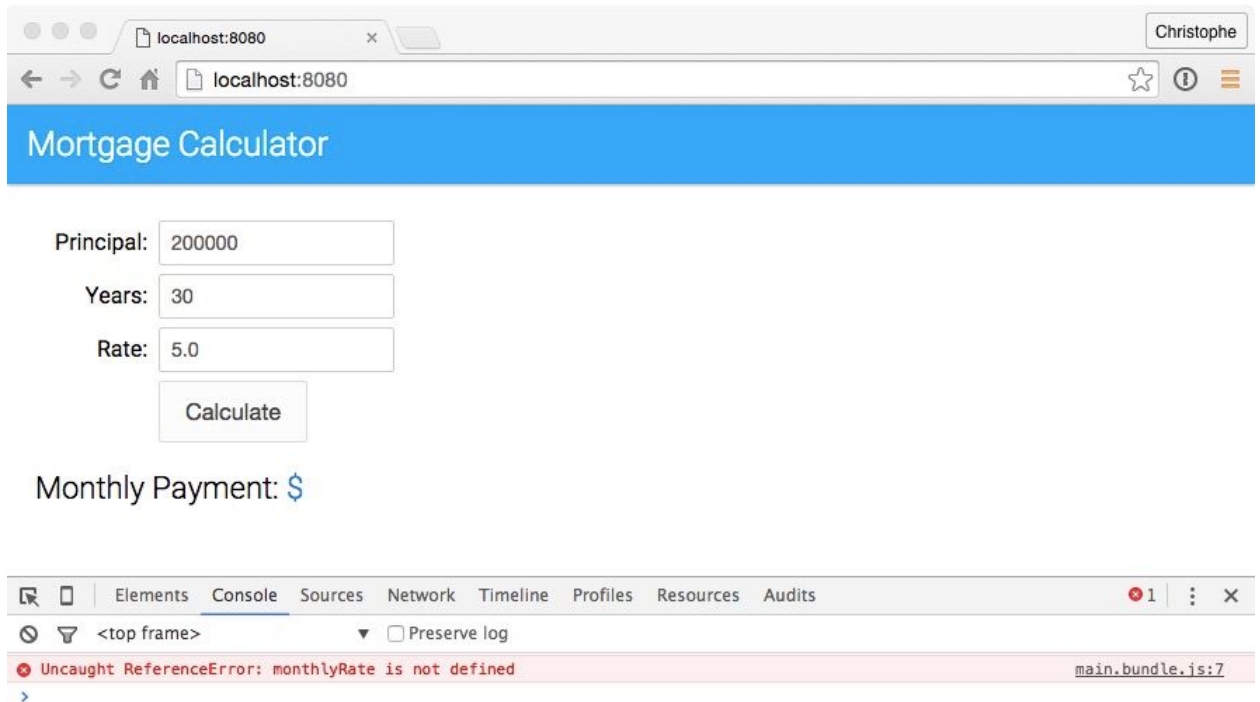 localhost:8080 × Christophe
localhost:8080
Mortgage Calculator
Principal: 200000
Years: 30
Rate: 5.0
Calculate
Monthly Payment: $
Elements Console Sources Network Timeline Profiles Resources Audits 1
<top frame> Preserve log
Uncaught ReferenceError: monthlyRate is not defined main.bundle.js:7